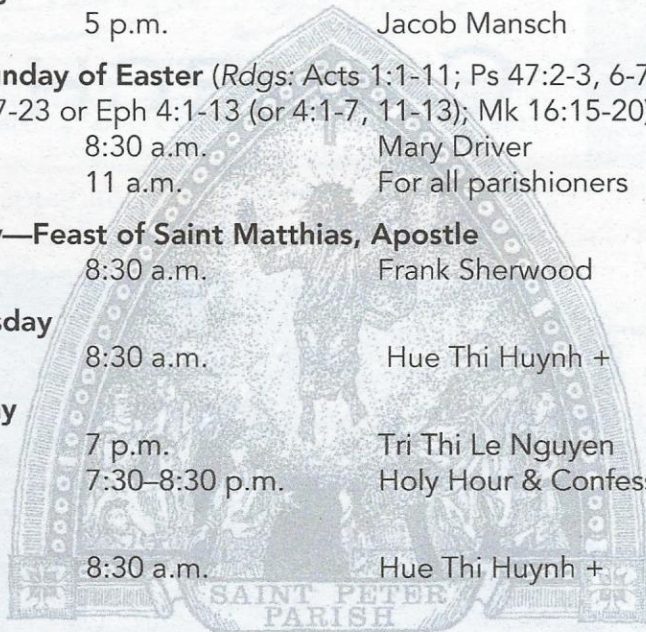 5 p.m. Jacob Mansch
nday of Easter (Rdgs: Acts 1:1-11; Ps 47:2-3, 6-7
7-23 or Eph 4:1-13 (or 4:1-7, 11-13); Mk 16:15-20)
8:30 a.m. Mary Driver
11 a.m. For all parishioners
—Feast of Saint Matthias, Apostle
8:30 a.m. Frank Sherwood
sday
8:30 a.m. Hue Thi Huynh +
y
7 p.m. Tri Thi Le Nguyen
7:30–8:30 p.m. Holy Hour & Confess
8:30 a.m. Hue Thi Huynh +
SAINT PETER
PARISH